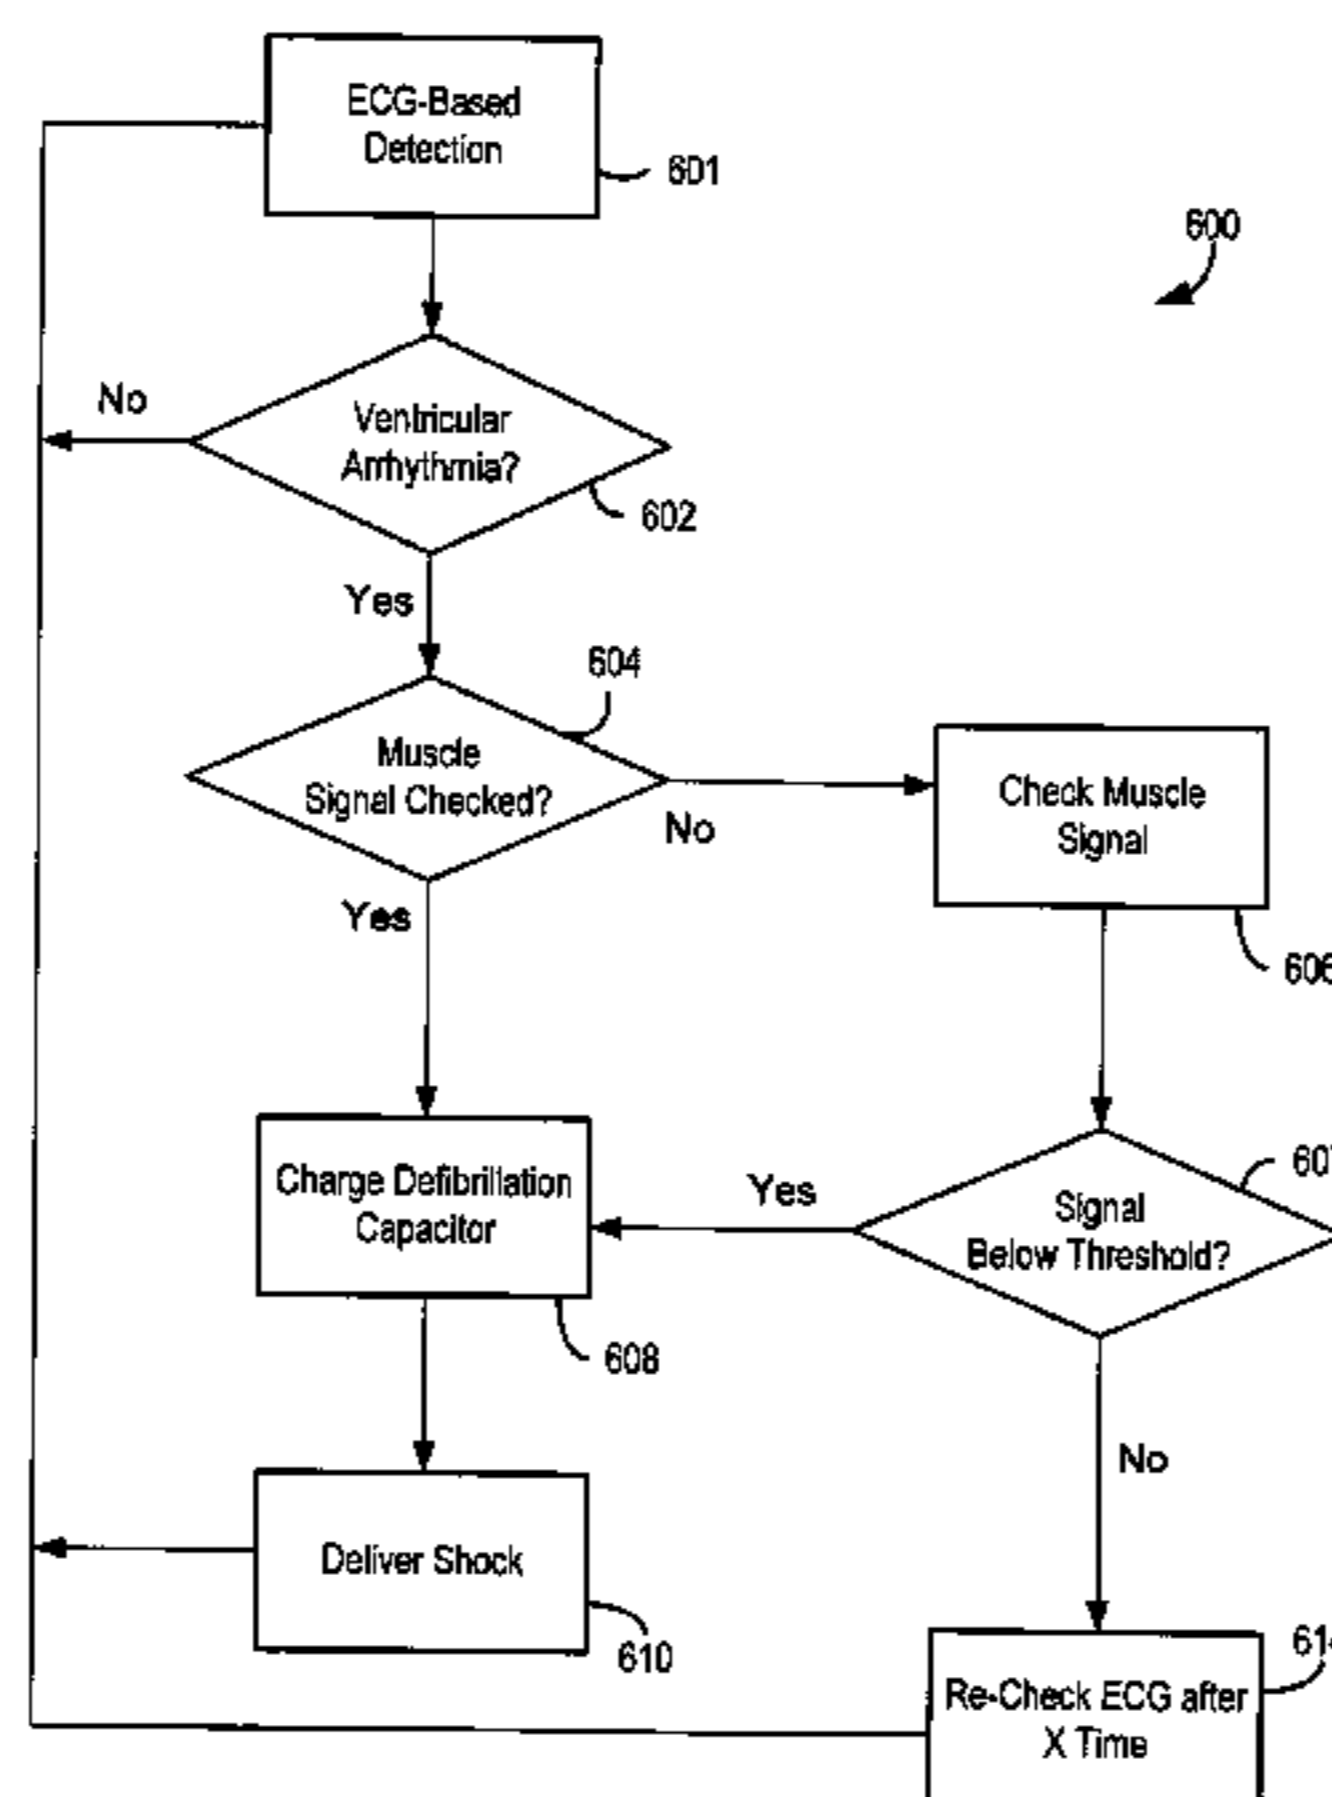 ECG-Based
Detection
601
600
No
Ventricular
Arrhythmia?
602
Yes
604
Muscle
Signal Checked?
No
Check Muscle
Signal
Yes
606
Charge Defibrillation
Capacitor
Yes
Signal
Below Threshold?
608
No
Deliver Shock
610
Re-Check ECG after
X Time